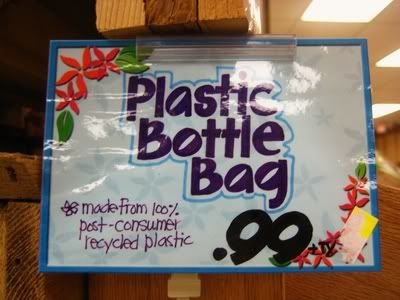 Plastic
Bottle
Bag
made from 100%
post-consumer
recycled plastic
.99